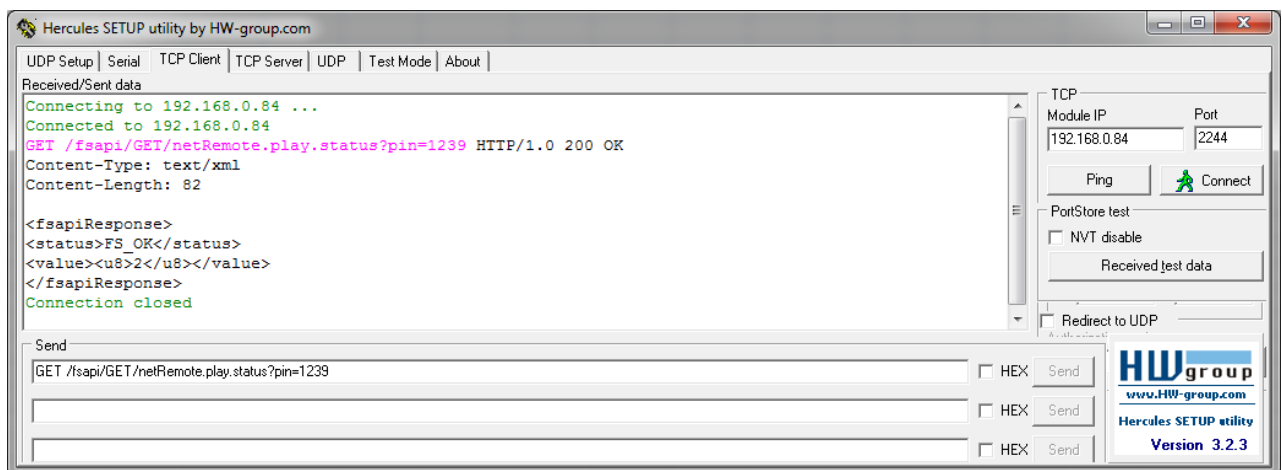 Hercules SETUP utility by HW-group.com
UDP Setup Serial TCP Client TCP Server UDP Test Mode About
Received/Sent data
Connecting to 192.168.0.84 ...
Connected to 192.168.0.84
GET /fsapi/GET/netRemote.play.status?pin=1239 HTTP/1.0 200 OK
Content-Type: text/xml
Content-Length: 82
<fsapiResponse>
<status>FS_OK</status>
<value><u8>2</u8></value>
</fsapiResponse>
Connection closed
TCP
Module IP Port
192.168.0.84 2244
Ping Connect
PortStore test
NVT disable
Received test data
Redirect to UDP
Send
GET /fsapi/GET/netRemote.play.status?pin=1239 HEX Send
HEX Send
HEX Send
HWgroup
www.HW-group.com
Hercules SETUP utility
Version 3.2.3